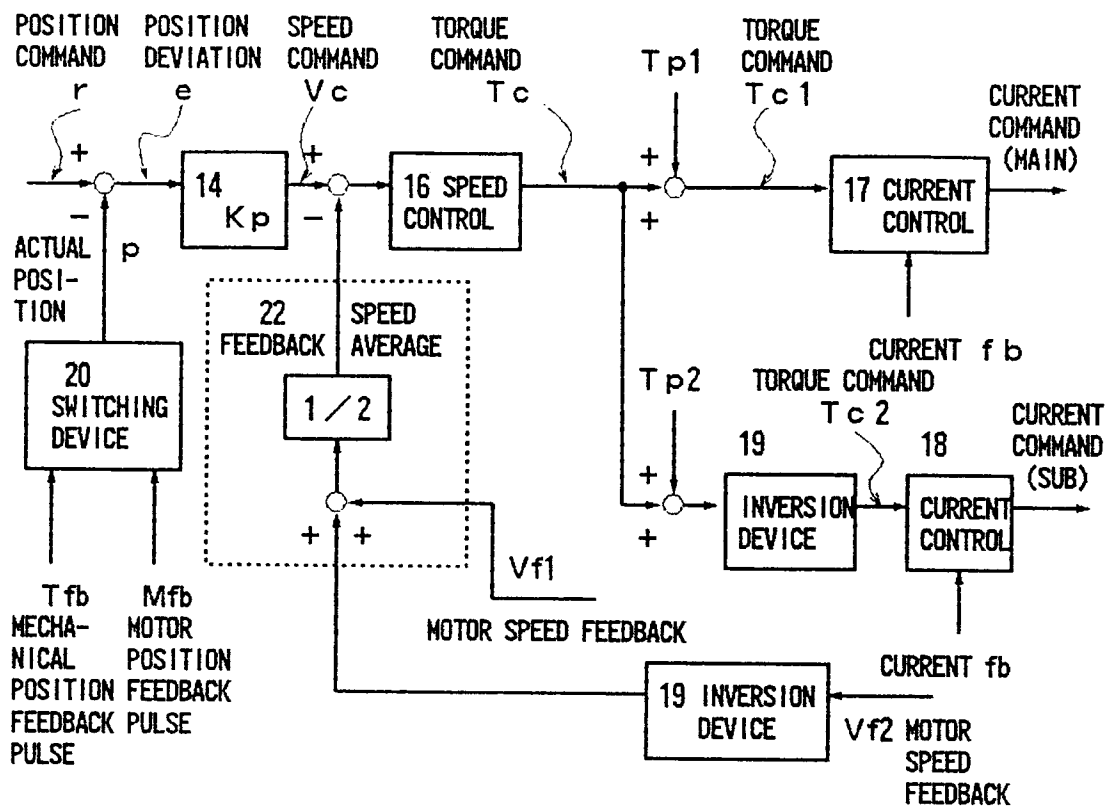 POSITION
COMMAND
r
POSITION
DEVIATION
e
SPEED
COMMAND
Vc
TORQUE
COMMAND
Tc
Tp1
TORQUE
COMMAND
Tc1
CURRENT
COMMAND
(MAIN)
+
-
14
Kp
+
-
16 SPEED
CONTROL
+
+
17 CURRENT
CONTROL
ACTUAL
POSI-
TION
p
22
FEEDBACK
SPEED
AVERAGE
1/2
+
+
20
SWITCHING
DEVICE
CURRENT fb
Tp2
TORQUE COMMAND
Tc2
CURRENT
COMMAND
(SUB)
+
+
19
INVERSION
DEVICE
18
CURRENT
CONTROL
Tfb
MECHA-
NICAL
POSITION
FEEDBACK
PULSE
Mfb
MOTOR
POSITION
FEEDBACK
PULSE
Vf1
MOTOR SPEED FEEDBACK
CURRENT fb
19 INVERSION
DEVICE
Vf2 MOTOR
SPEED
FEEDBACK